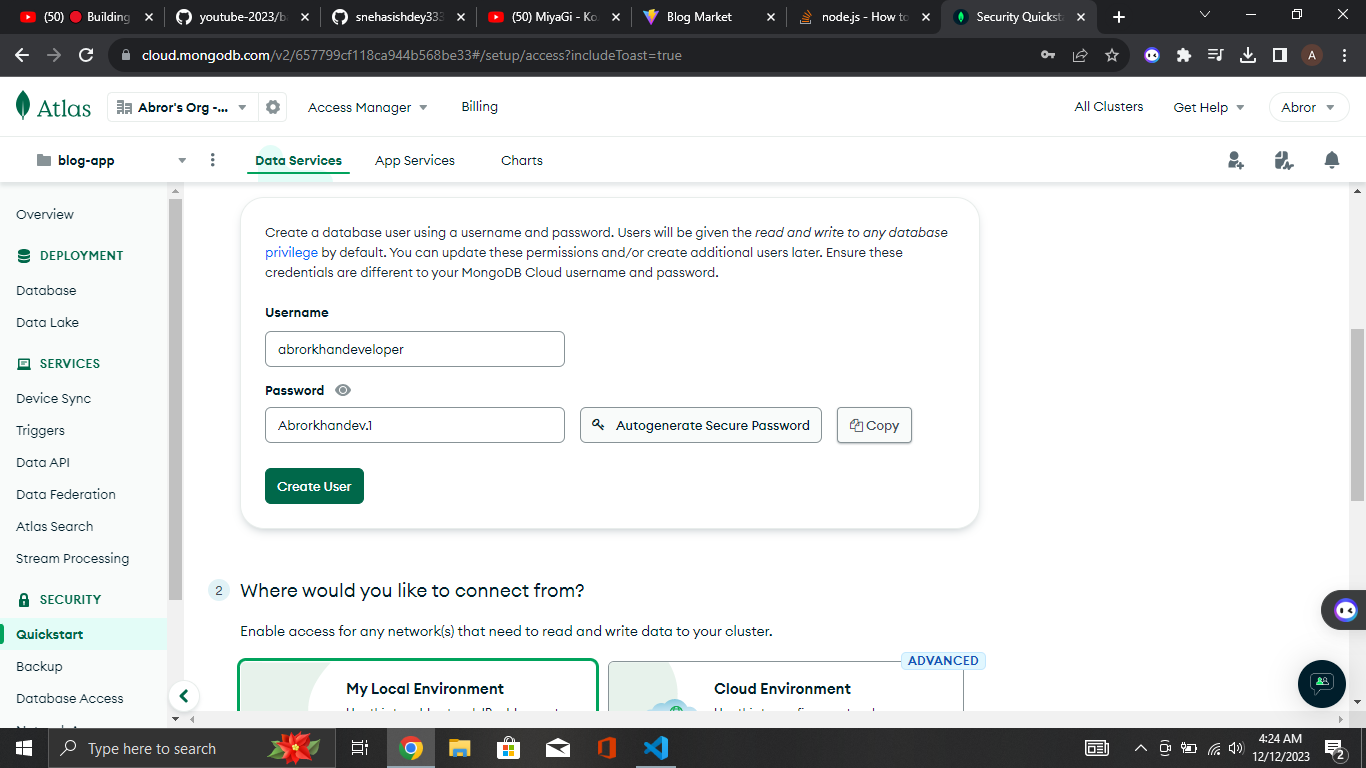 (50) 🔴 Building
youtube-2023/ba
snehasishdey333
(50) MiyaGi - Ко
Blog Market
node.js - How to
Security Quickst
cloud.mongodb.com/v2/657799cf118ca944b568be33#/setup/access?includeToast=true
A
Atlas
Abror's Org -...
Access Manager
Billing
All Clusters
Get Help
Abror
blog-app
Data Services
App Services
Charts
Overview
DEPLOYMENT
Database
Data Lake
SERVICES
Device Sync
Triggers
Data API
Data Federation
Atlas Search
Stream Processing
SECURITY
Quickstart
Backup
Database Access
Create a database user using a username and password. Users will be given the read and write to any database
privilege by default. You can update these permissions and/or create additional users later. Ensure these
credentials are different to your MongoDB Cloud username and password.
Username
abrorkhandeveloper
Password
Abrorkhandev.1
Autogenerate Secure Password
Copy
Create User
2
Where would you like to connect from?
Enable access for any network(s) that need to read and write data to your cluster.
ADVANCED
My Local Environment
Cloud Environment
Type here to search
4:24 AM
12/12/2023
2